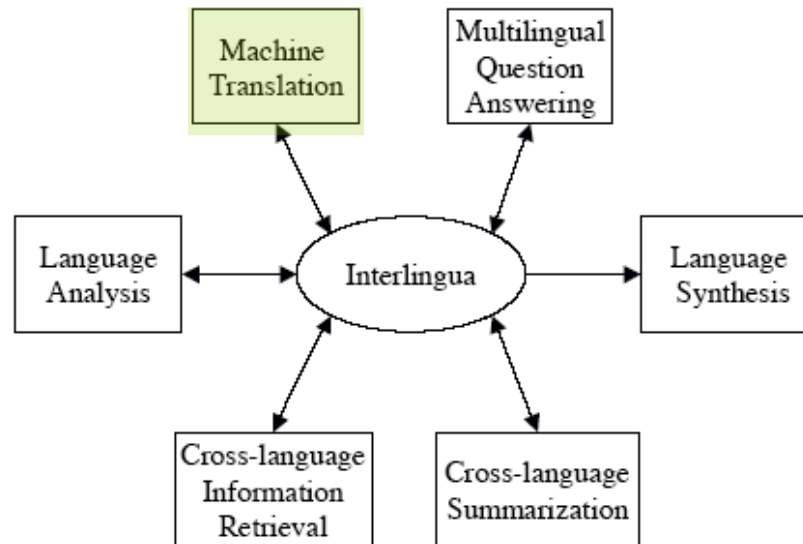 Machine
Translation
Multilingual
Question
Answering
Language
Analysis
Interlingua
Language
Synthesis
Cross-language
Information
Retrieval
Cross-language
Summarization